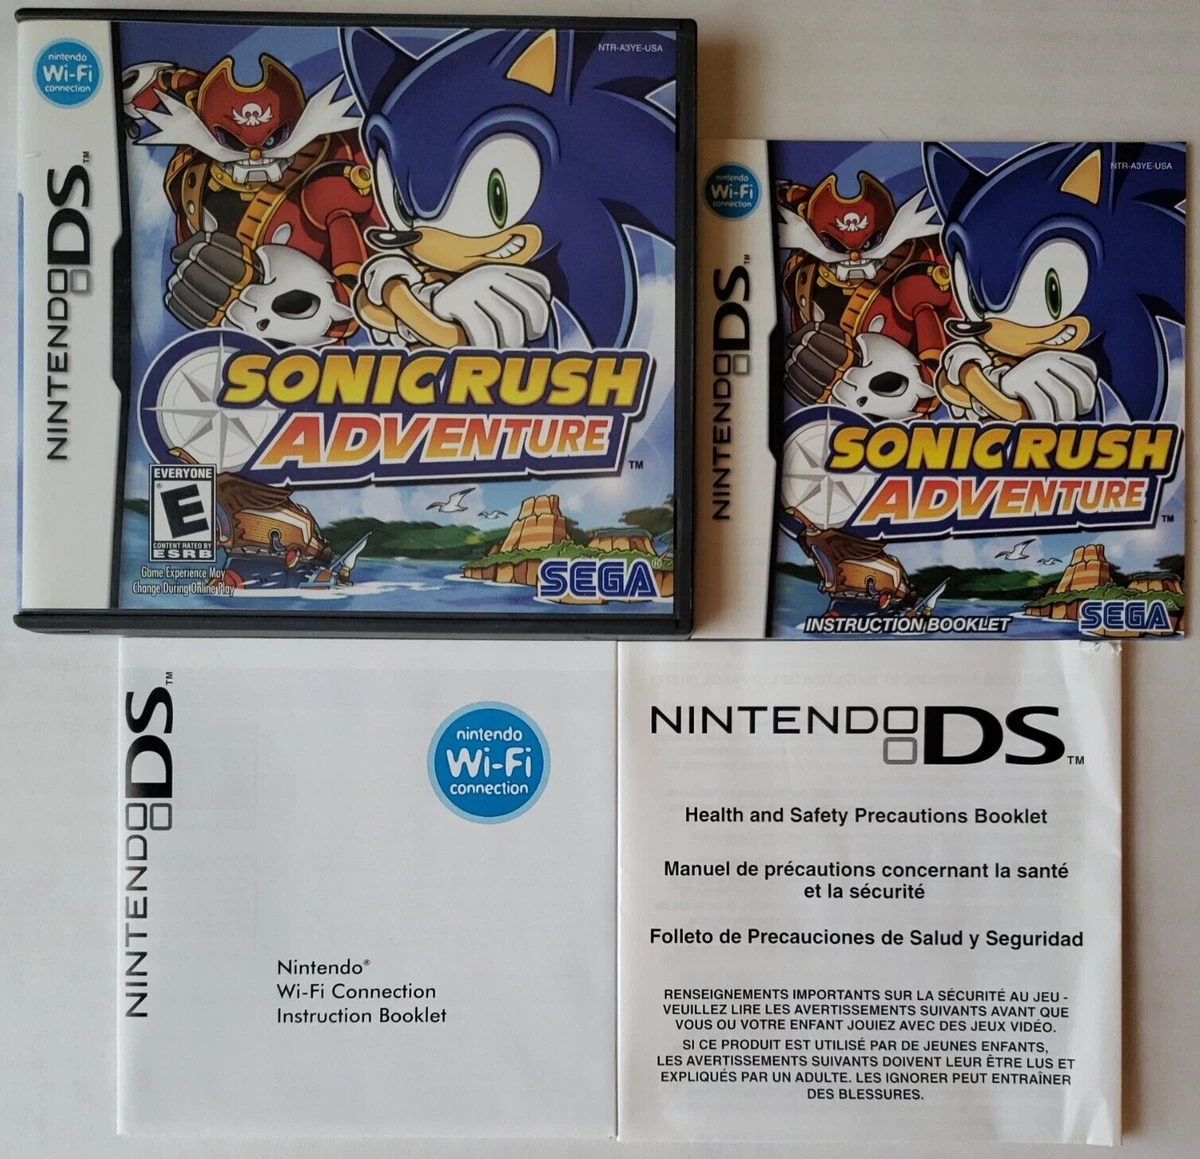 nintendo
Wi-Fi
connection
NINTENDO DS™
NTR-A3YE-USA
SONIC RUSH
ADVENTURE™
EVERYONE
E
®
CONTENT RATED BY
ESRB
Game Experience May
Change During Online Play
SEGA®
nintendo
Wi-Fi
connection
NINTENDO DS™
NTR-A3YE-USA
SONIC RUSH
ADVENTURE™
INSTRUCTION BOOKLET
SEGA®
NINTENDO DS™
nintendo
Wi-Fi
connection
Nintendo®
Wi-Fi Connection
Instruction Booklet
NINTENDO DS™
Health and Safety Precautions Booklet
Manuel de précautions concernant la santé
et la sécurité
Folleto de Precauciones de Salud y Seguridad
RENSEIGNEMENTS IMPORTANTS SUR LA SÉCURITÉ AU JEU -
VEUILLEZ LIRE LES AVERTISSEMENTS SUIVANTS AVANT QUE
VOUS OU VOTRE ENFANT JOUIEZ AVEC DES JEUX VIDÉO.
SI CE PRODUIT EST UTILISÉ PAR DE JEUNES ENFANTS,
LES AVERTISSEMENTS SUIVANTS DOIVENT LEUR ÊTRE LUS ET
EXPLIQUÉS PAR UN ADULTE. LES IGNORER PEUT ENTRAÎNER
DES BLESSURES.